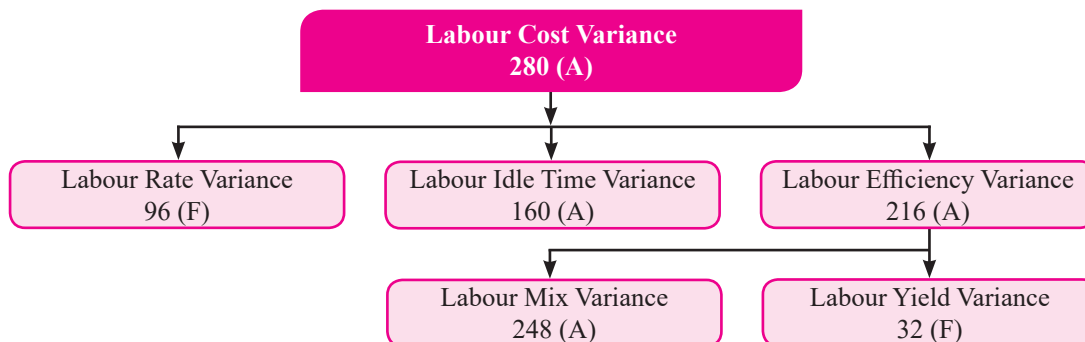 Labour Cost Variance
280 (A)
Labour Rate Variance
96 (F)
Labour Idle Time Variance
160 (A)
Labour Efficiency Variance
216 (A)
Labour Mix Variance
248 (A)
Labour Yield Variance
32 (F)